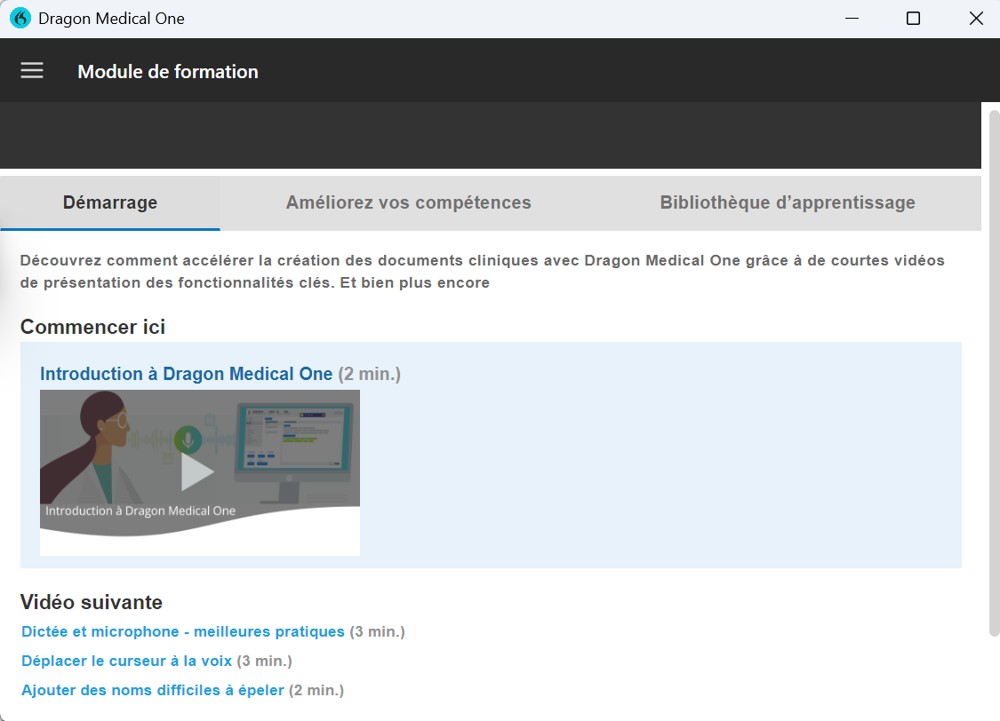 Dragon Medical One
Module de formation
Démarrage
Améliorez vos compétences
Bibliothèque d’apprentissage
Découvrez comment accélérer la création des documents cliniques avec Dragon Medical One grâce à de courtes vidéos
de présentation des fonctionnalités clés. Et bien plus encore
Commencer ici
Introduction à Dragon Medical One (2 min.)
Introduction à Dragon Medical One
Vidéo suivante
Dictée et microphone - meilleures pratiques (3 min.)
Déplacer le curseur à la voix (3 min.)
Ajouter des noms difficiles à épeler (2 min.)